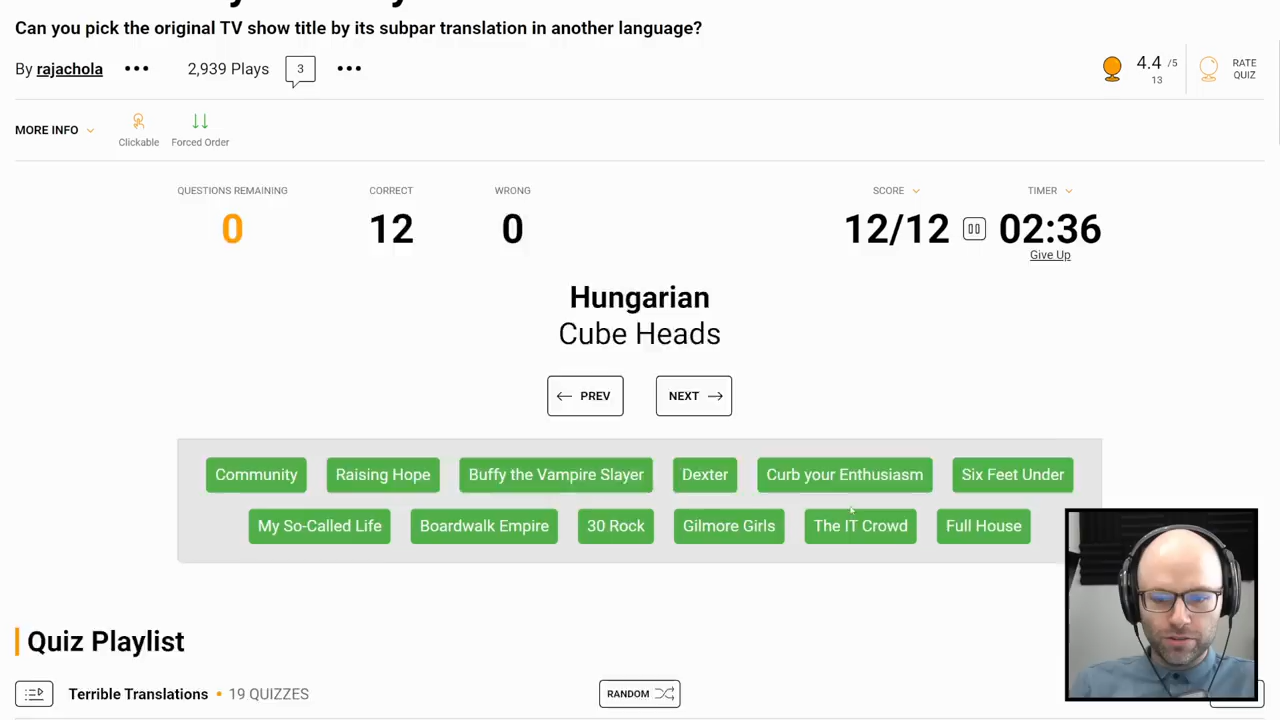 Can you pick the original TV show title by its subpar translation in another language?
By rajachola ••• 2,939 Plays 3 •••
4.4 /5
13
RATE QUIZ
MORE INFO
Clickable
Forced Order
QUESTIONS REMAINING
0
CORRECT
12
WRONG
0
SCORE
12/12
TIMER
02:36
Give Up
Hungarian
Cube Heads
← PREV
NEXT →
Community Raising Hope Buffy the Vampire Slayer Dexter Curb your Enthusiasm Six Feet Under
My So-Called Life Boardwalk Empire 30 Rock Gilmore Girls The IT Crowd Full House
Quiz Playlist
Terrible Translations • 19 QUIZZES
RANDOM